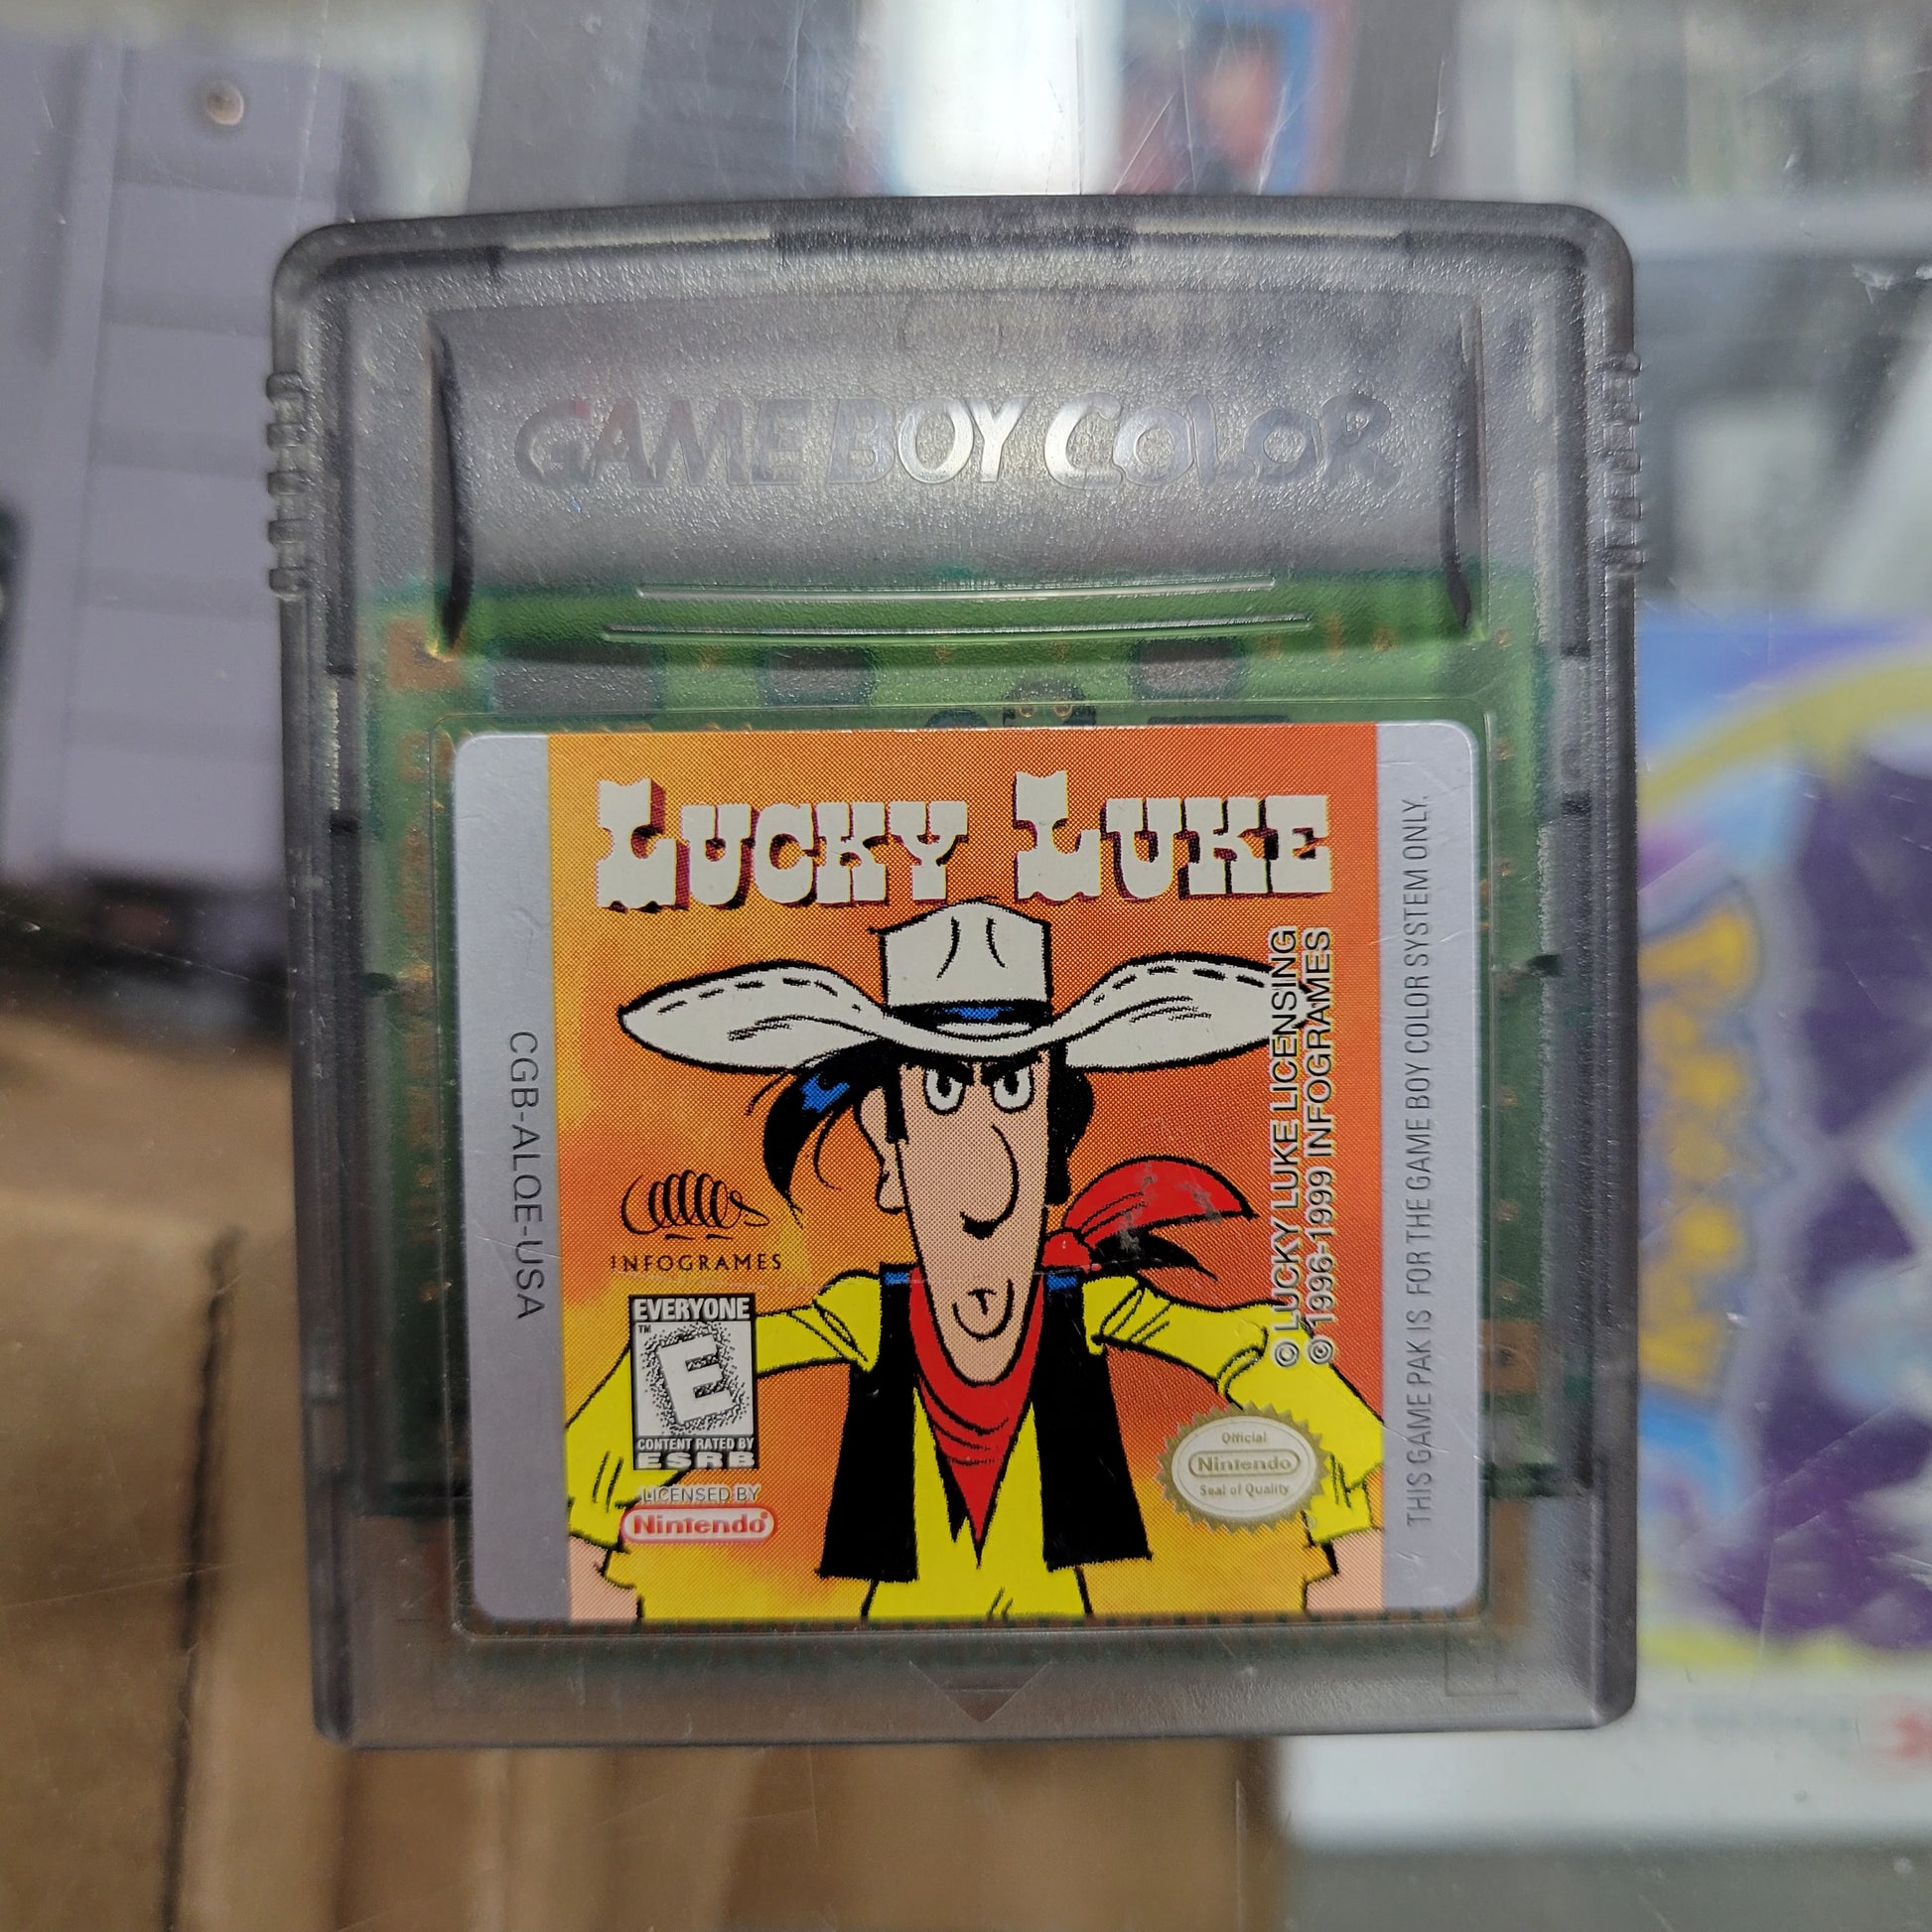 GAME BOY COLOR
LUCKY LUKE
CGB-ALQE-USA
INFOGRAMES
EVERYONE
TM
E
CONTENT RATED BY
ESRB
LICENSED BY
Nintendo
© LUCKY LUKE LICENSING
© 1996-1999 INFOGRAMES
Official
Nintendo
Seal of Quality
THIS GAME PAK IS FOR THE GAME BOY COLOR SYSTEM ONLY.